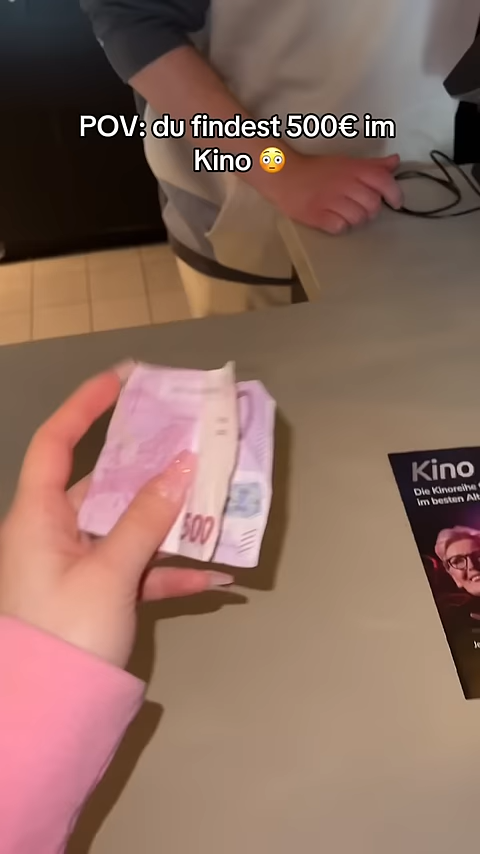 POV: du findest 500€ im
Kino 😳
500
Kino
Die Kinoreihe
im besten Alt